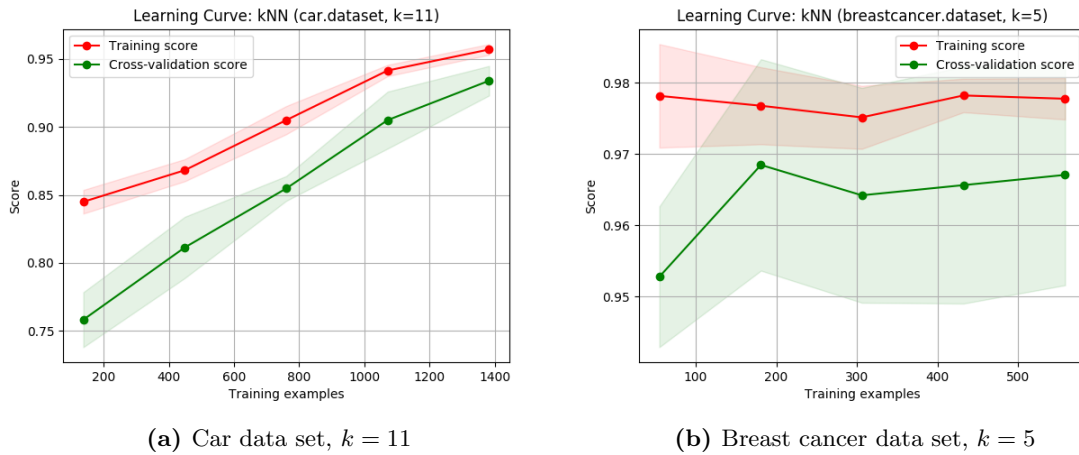 Learning Curve: kNN (car.dataset, k=11)
Training score
Cross-validation score
0.95
0.90
0.85
0.80
0.75
Score
200
400
600
800
1000
1200
1400
Training examples
(a) Car data set, k = 11
Learning Curve: kNN (breastcancer.dataset, k=5)
Training score
Cross-validation score
0.98
0.97
0.96
0.95
Score
100
200
300
400
500
Training examples
(b) Breast cancer data set, k = 5